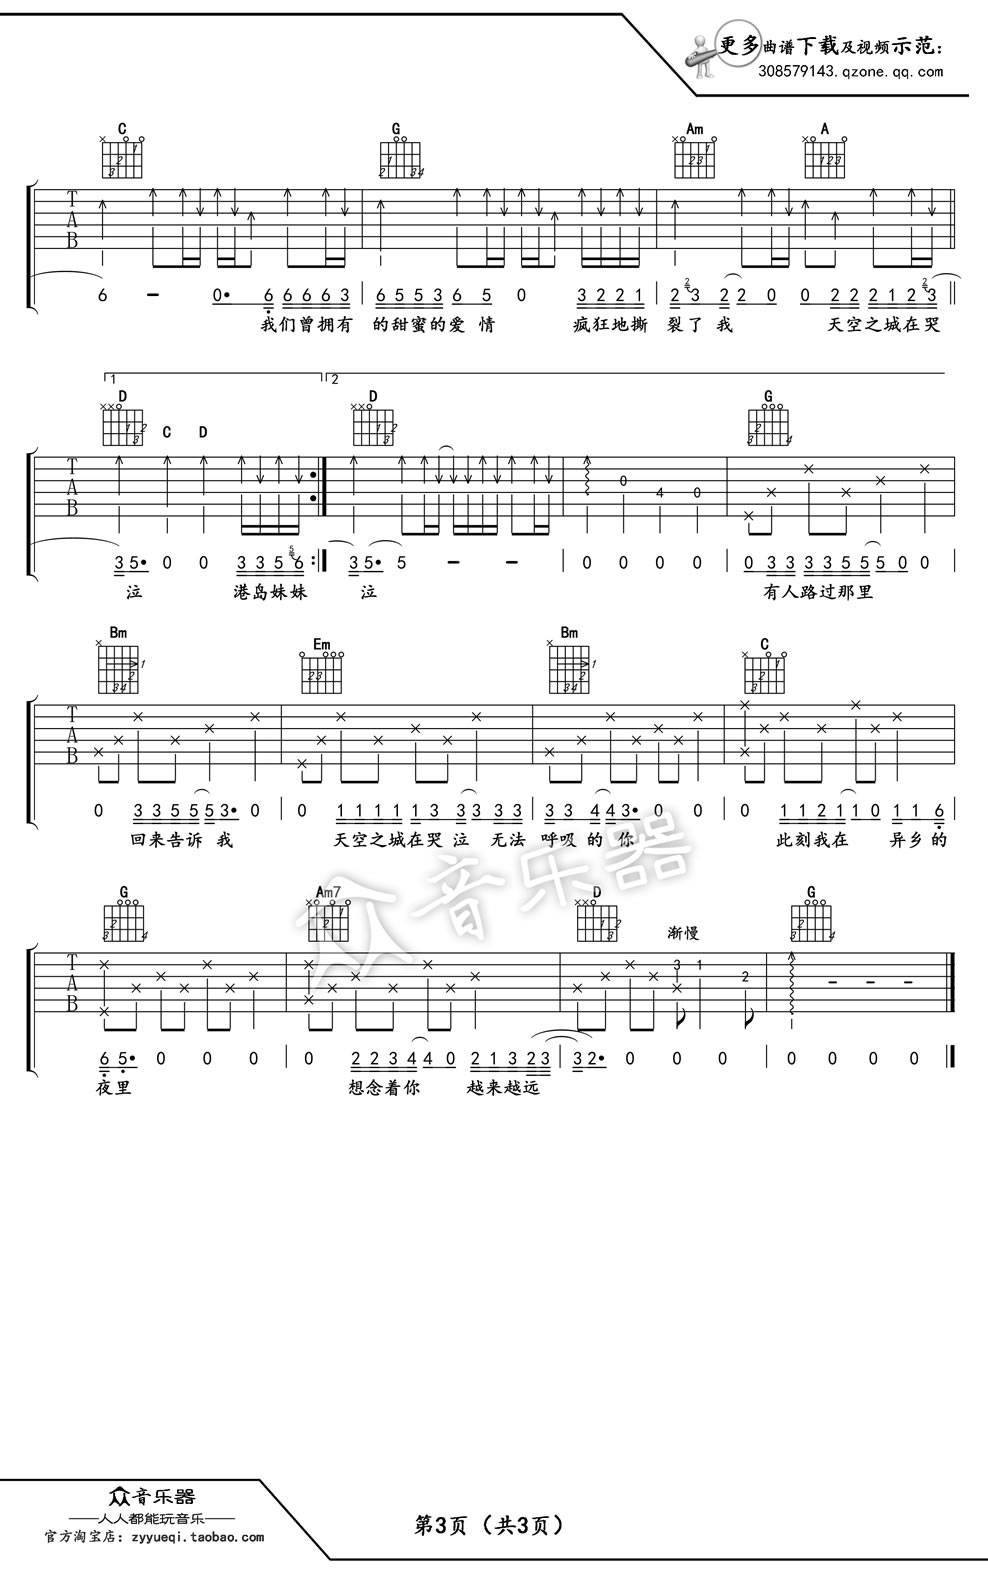 更多曲谱下载及视频示范：
308579143.qzone.qq.com
C G Am A
T
A
B
6 – 0· 6 6 6 6 3 6 5 5 3 6 5 0 3 2 2 1 2 3 2 2 0 0 2 2 2 1 2 3
我们曾拥有 的甜蜜的爱 情 疯狂地撕 裂了 我 天空之城在哭
1 2
D C D D G
T
A
B
0 4 0
3 5· 0 0 3 3 5 6 3 5· 5 – – 0 0 0 0 0 3 3 3 5 5 5 0 0
泣 港岛妹妹 泣 有人路过那里
Bm Em Bm C
T
A
B
0 3 3 5 5 5 3· 0 0 1 1 1 1 1 3 3 3 3 3 3 3 4 4 3· 0 0 0 1 1 2 1 1 0 1 1 6
回来告诉 我 天空之城在哭 泣 无法 呼吸 的 你 此刻我在 异乡的
G Am7 D G
渐慢
T
A
B
3 1 2 – – –
6 5· 0 0 0 0 2 2 3 4 4 0 2 1 3 2 3 3 2· 0 0 0 0 0 0 0
夜里 想念着你 越来越远
众音乐器
众音乐器
——人人都能玩音乐——
官方淘宝店：zyyueqi.taobao.com
第3页（共3页）